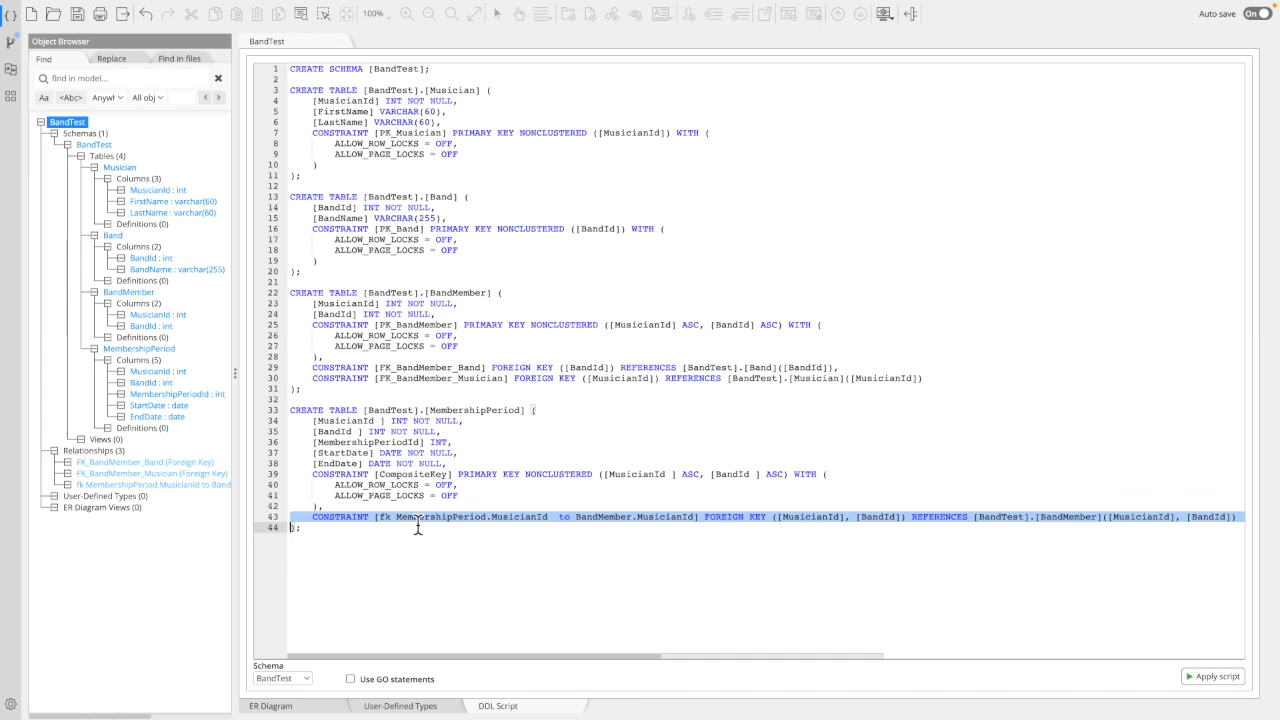 100%
Auto save
On
Object Browser
BandTest
Find
Replace
Find in files
find in model...
Aa
<Abc>
Anywl
All obj
BandTest
Schemas (1)
BandTest
Tables (4)
Musician
Columns (3)
MusicianId : int
FirstName : varchar(60)
LastName : varchar(60)
Definitions (0)
Band
Columns (2)
BandId : int
BandName : varchar(255)
Definitions (0)
BandMember
Columns (2)
MusicianId : int
BandId : int
Definitions (0)
MembershipPeriod
Columns (5)
MusicianId : int
BandId : int
MembershipPeriodId : int
StartDate : date
EndDate : date
Definitions (0)
Views (0)
Relationships (3)
FK_BandMember_Band (Foreign Key)
FK_BandMember_Musician (Foreign Key)
fk MembershipPeriod.MusicianId to Band
User-Defined Types (0)
ER Diagram Views (0)
1 CREATE SCHEMA [BandTest];
2
3 CREATE TABLE [BandTest].[Musician] (
4 [MusicianId] INT NOT NULL,
5 [FirstName] VARCHAR(60),
6 [LastName] VARCHAR(60),
7 CONSTRAINT [PK_Musician] PRIMARY KEY NONCLUSTERED ([MusicianId]) WITH (
8 ALLOW_ROW_LOCKS = OFF,
9 ALLOW_PAGE_LOCKS = OFF
10 )
11 );
12
13 CREATE TABLE [BandTest].[Band] (
14 [BandId] INT NOT NULL,
15 [BandName] VARCHAR(255),
16 CONSTRAINT [PK_Band] PRIMARY KEY NONCLUSTERED ([BandId]) WITH (
17 ALLOW_ROW_LOCKS = OFF,
18 ALLOW_PAGE_LOCKS = OFF
19 )
20 );
21
22 CREATE TABLE [BandTest].[BandMember] (
23 [MusicianId] INT NOT NULL,
24 [BandId] INT NOT NULL,
25 CONSTRAINT [PK_BandMember] PRIMARY KEY NONCLUSTERED ([MusicianId] ASC, [BandId] ASC) WITH (
26 ALLOW_ROW_LOCKS = OFF,
27 ALLOW_PAGE_LOCKS = OFF
28 ),
29 CONSTRAINT [FK_BandMember_Band] FOREIGN KEY ([BandId]) REFERENCES [BandTest].[Band]([BandId]),
30 CONSTRAINT [FK_BandMember_Musician] FOREIGN KEY ([MusicianId]) REFERENCES [BandTest].[Musician]([MusicianId])
31 );
32
33 CREATE TABLE [BandTest].[MembershipPeriod] (
34 [MusicianId ] INT NOT NULL,
35 [BandId ] INT NOT NULL,
36 [MembershipPeriodId] INT,
37 [StartDate] DATE NOT NULL,
38 [EndDate] DATE NOT NULL,
39 CONSTRAINT [CompositeKey] PRIMARY KEY NONCLUSTERED ([MusicianId ] ASC, [BandId ] ASC) WITH (
40 ALLOW_ROW_LOCKS = OFF,
41 ALLOW_PAGE_LOCKS = OFF
42 ),
43 CONSTRAINT [fk MembershipPeriod.MusicianId  to BandMember.MusicianId] FOREIGN KEY ([MusicianId], [BandId]) REFERENCES [BandTest].[BandMember]([MusicianId], [BandId])
44 );
Schema
BandTest
Use GO statements
Apply script
ER Diagram
User-Defined Types
DDL Script